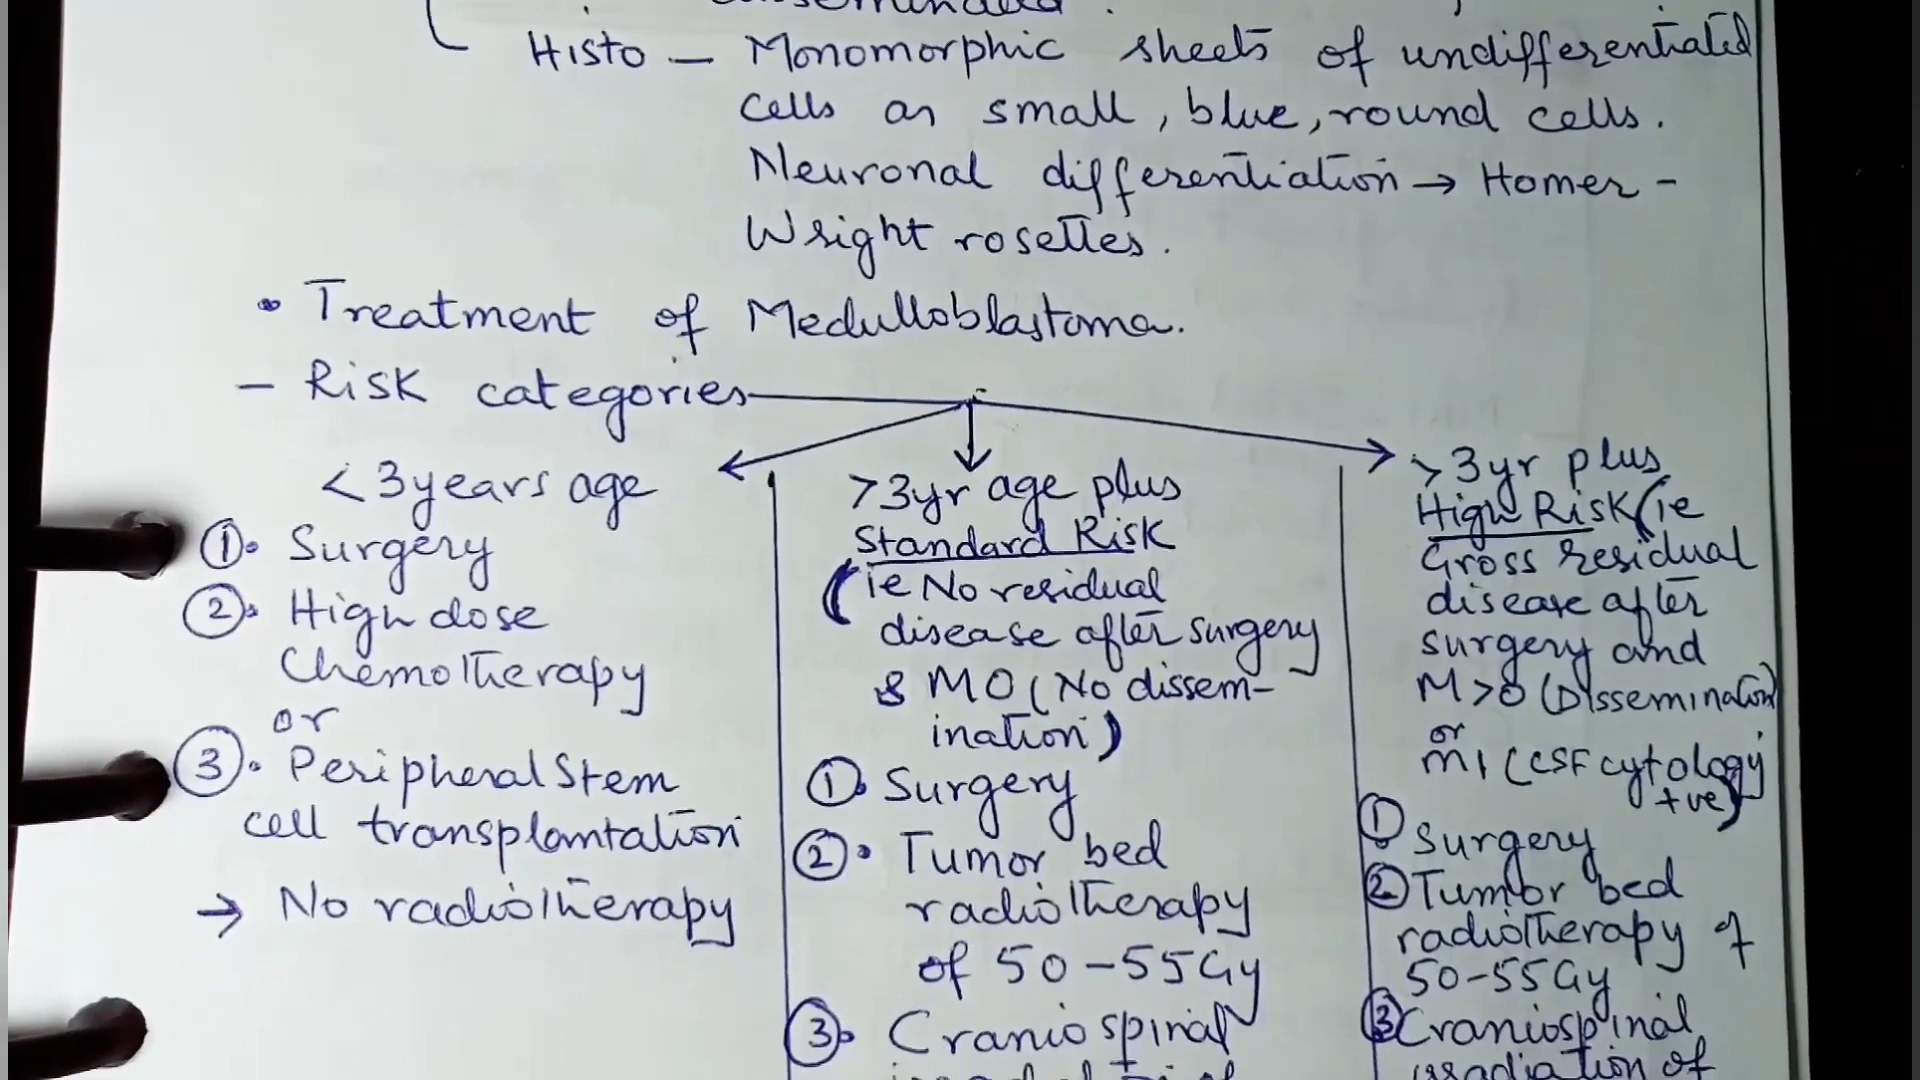 Histo — Monomorphic sheets of undifferentiated
cells as small, blue, round cells.
Neuronal differentiation → Homer-
Wright rosettes.
• Treatment of Medulloblastoma.
— Risk categories
< 3 years age
① • Surgery
② • High dose
Chemotherapy
or
③ • Peripheral Stem
cell transplantation
→ No radiotherapy
>3yr age plus
Standard Risk
(ie No residual
disease after surgery
& M0 (No dissem-
ination)
① • Surgery
② • Tumor bed
radiotherapy
of 50-55Gy
③ • Craniospinal
>3yr plus
High Risk (ie
Gross residual
disease after
surgery and
M>0 (Dissemination)
or
M1 (CSF cytology
+ve)
① Surgery
② Tumor bed
radiotherapy of
50-55Gy
③ Craniospinal
irradiation of